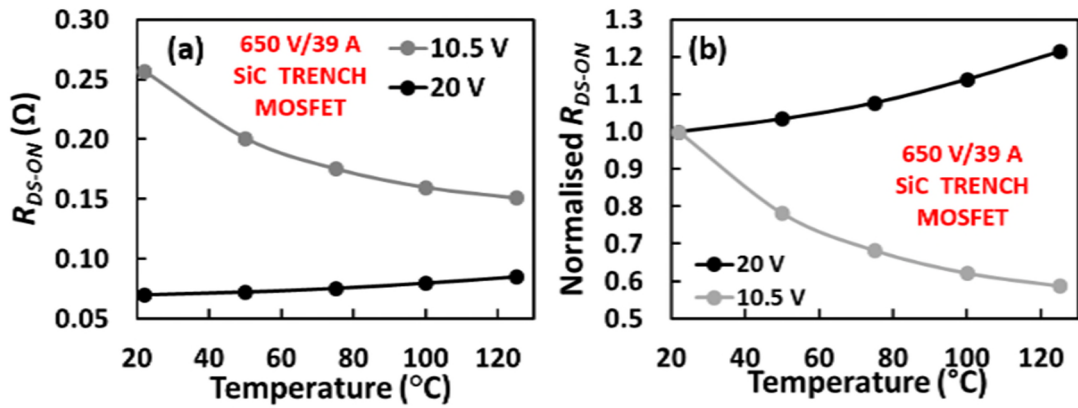 (a)
650 V/39 A
SiC TRENCH
MOSFET
10.5 V
20 V
R_DS-ON (Ω)
0.30
0.25
0.20
0.15
0.10
0.05
20 40 60 80 100 120
Temperature (°C)
(b)
650 V/39 A
SiC TRENCH
MOSFET
20 V
10.5 V
Normalised R_DS-ON
1.3
1.2
1.1
1.0
0.9
0.8
0.7
0.6
0.5
20 40 60 80 100 120
Temperature (°C)